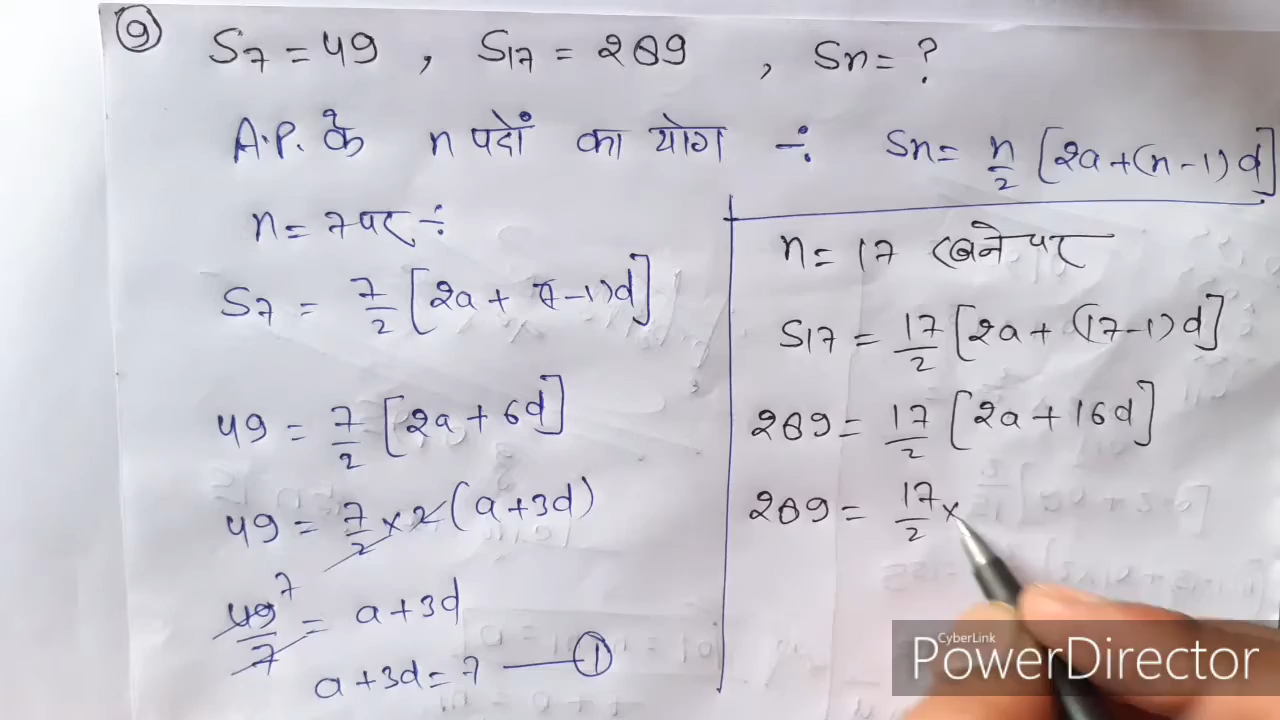 9 S7 = 49 , S17 = 289 , Sn = ?
A.P. के n पदों का योग ÷ Sn = n/2 [2a + (n-1) d]
n = 7 पर ÷
S7 = 7/2 [2a + 7-1)d]
49 = 7/2 [2a + 6d]
49 = 7/2 × 2 (a + 3d)
49/7 7 = a + 3d
a + 3d = 7 — 1
n = 17 रखने पर
S17 = 17/2 [2a + (17-1) d]
289 = 17/2 [2a + 16d]
289 = 17/2 ×
CyberLink
PowerDirector